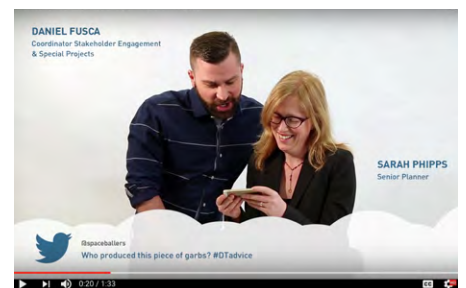 DANIEL FUSCA
Coordinator Stakeholder Engagement
& Special Projects
SARAH PHIPPS
Senior Planner
@spaceballers
Who produced this piece of garbs? #DTadvice
0:20 / 1:33
CC